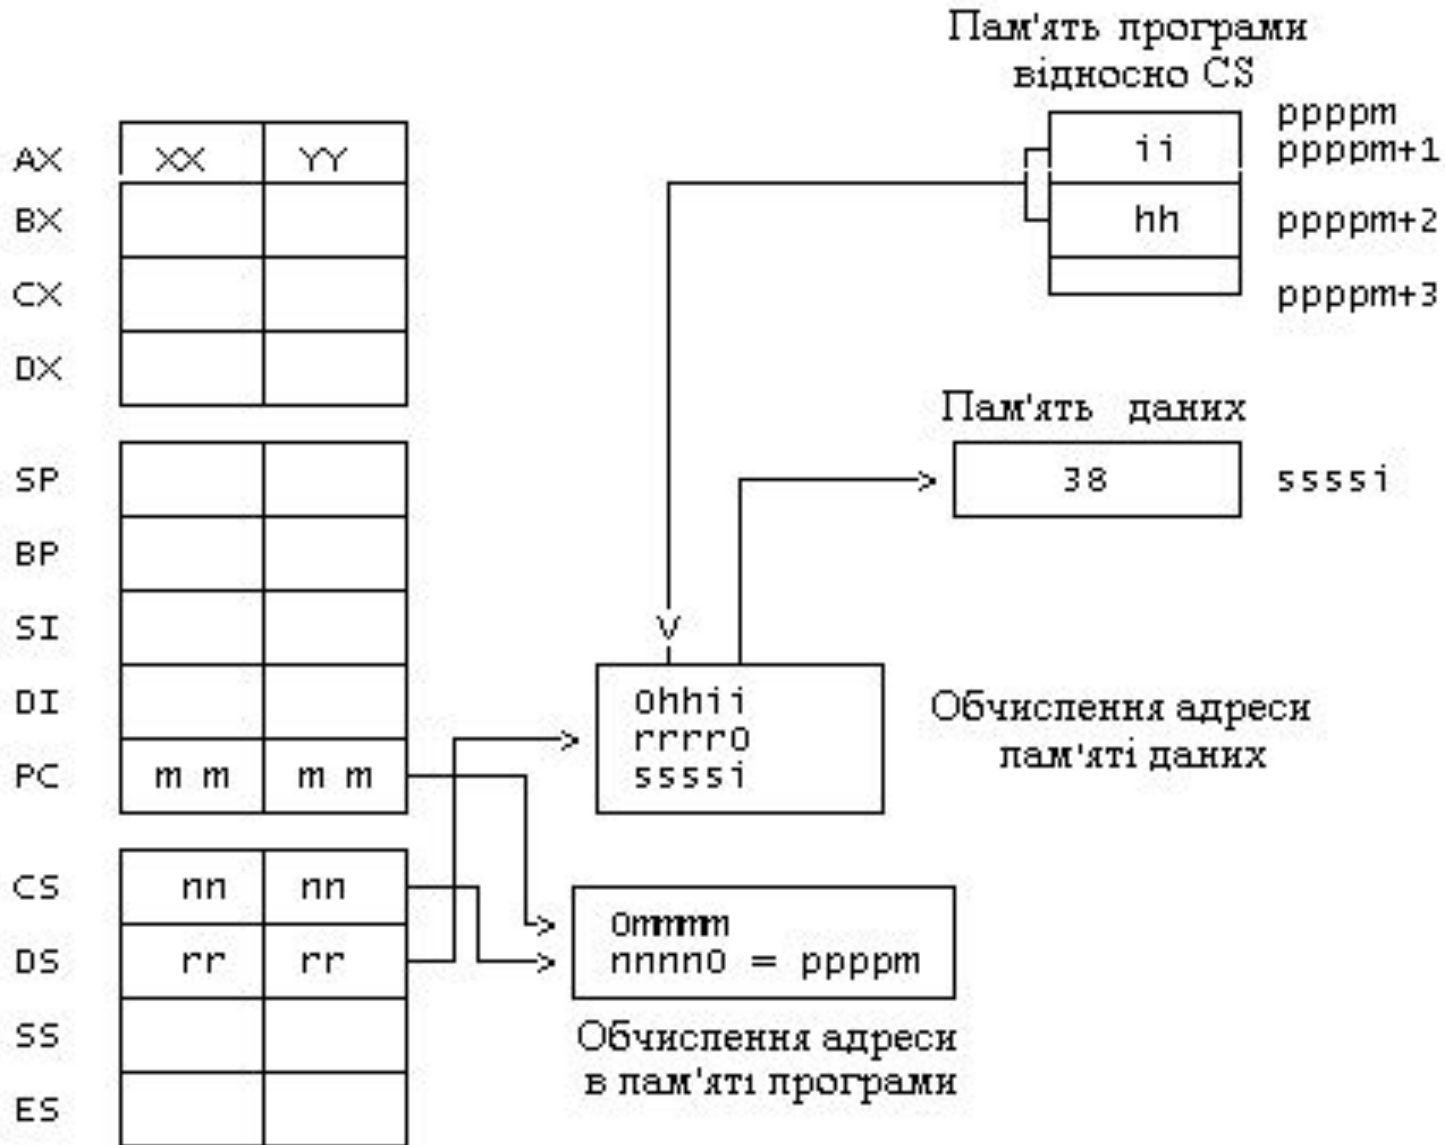 Пам'ять програми
відносно CS
ppppm
AX XX YY ii ppppm+1
BX hh ppppm+2
CX ppppm+3
DX
Пам'ять даних
SP 38 ssssi
BP
SI
DI 0hhii
rrrr0
ssssi
Обчислення адреси
пам'яті даних
PC m m m m
CS nn nn
DS rr rr
0mmmm
nnnn0 = ppppm
SS
ES
Обчислення адреси
в пам'яті програми